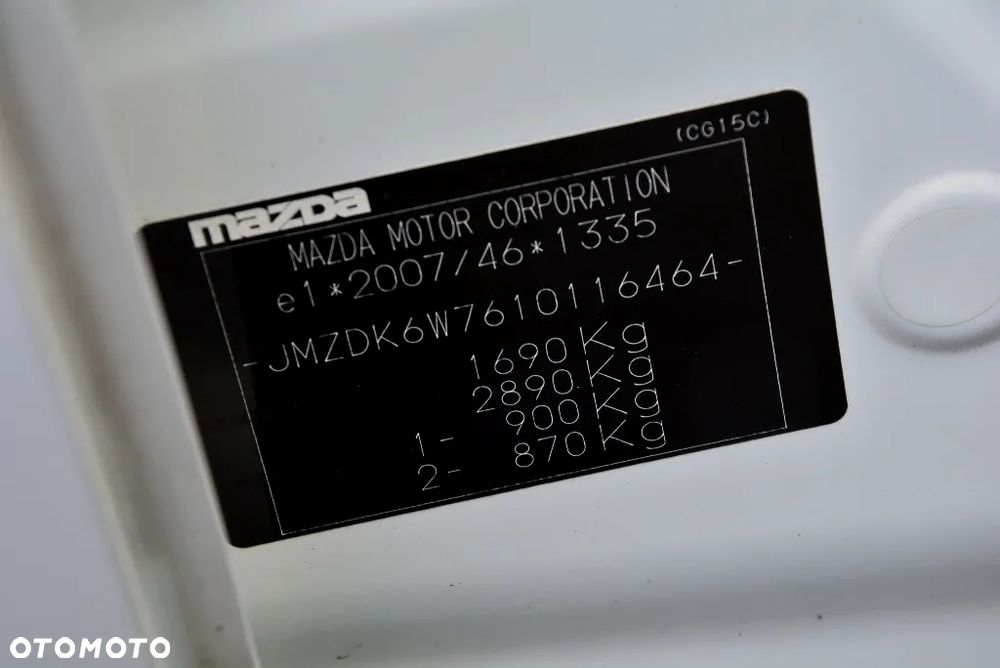 (CG15C)
mazda
MAZDA MOTOR CORPORATION
e1*2007/46*1335
-JMZDK6W7610116464-
1690 Kg
2890 Kg
1- 900 Kg
2- 870 Kg
OTOMOTO